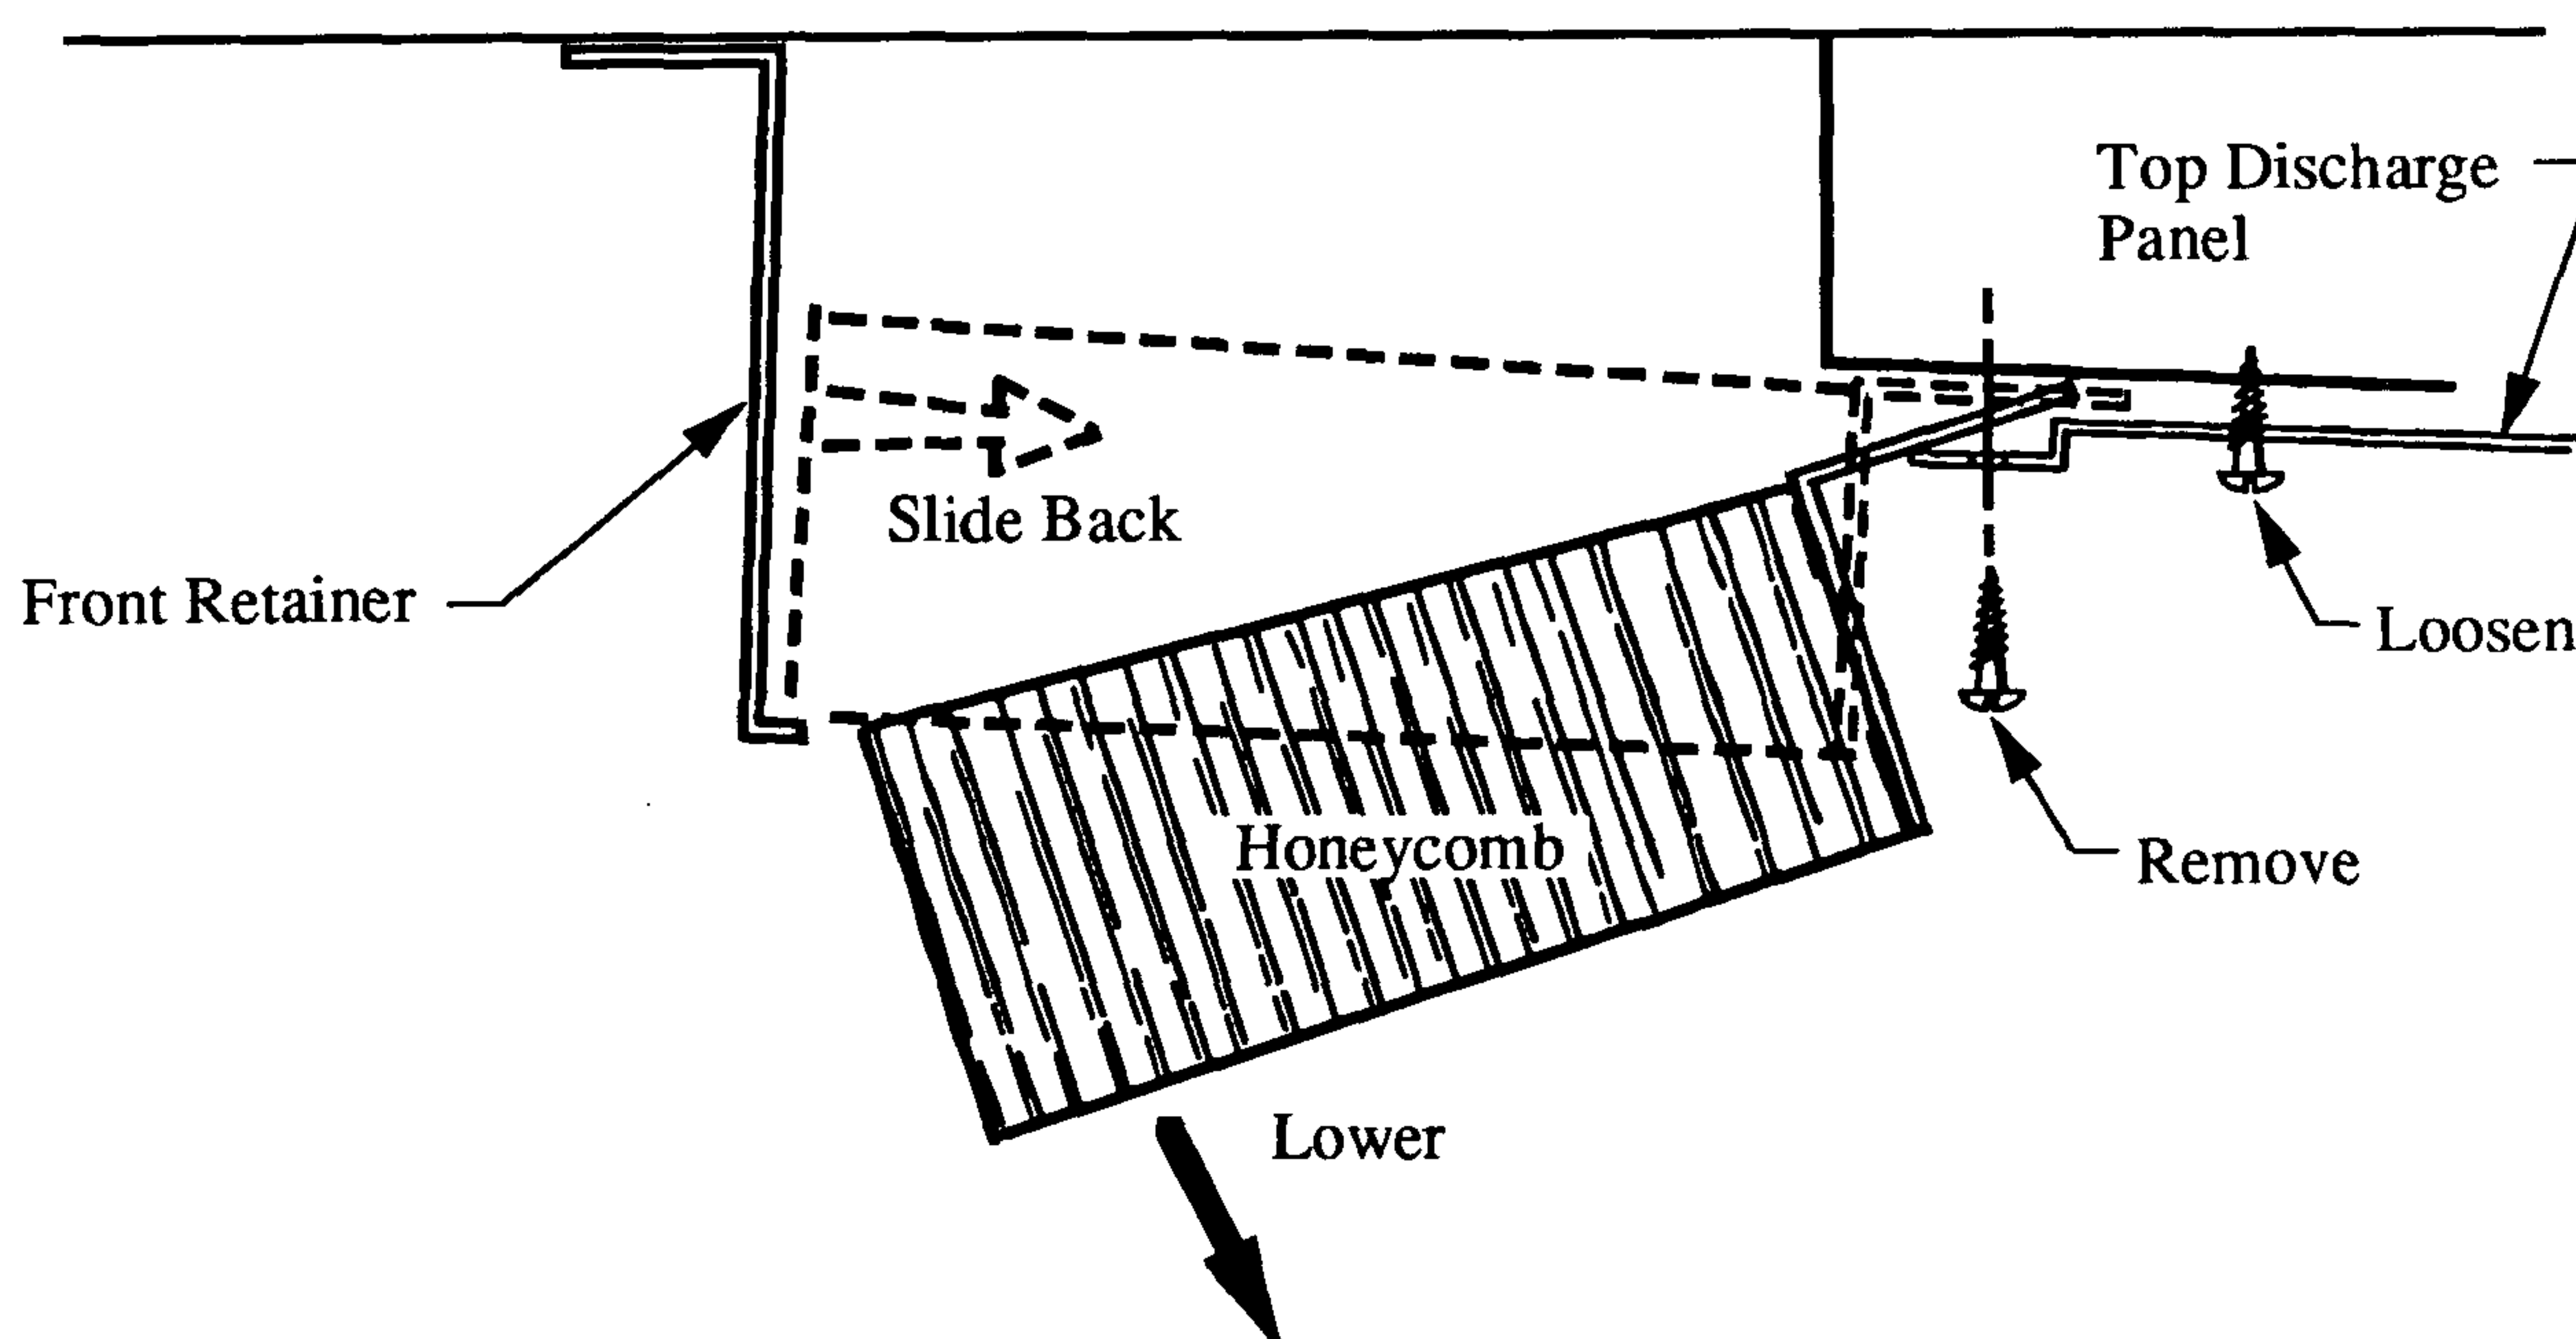 Top Discharge
Panel
Slide Back
Front Retainer
Loosen
Honeycomb
Remove
Lower